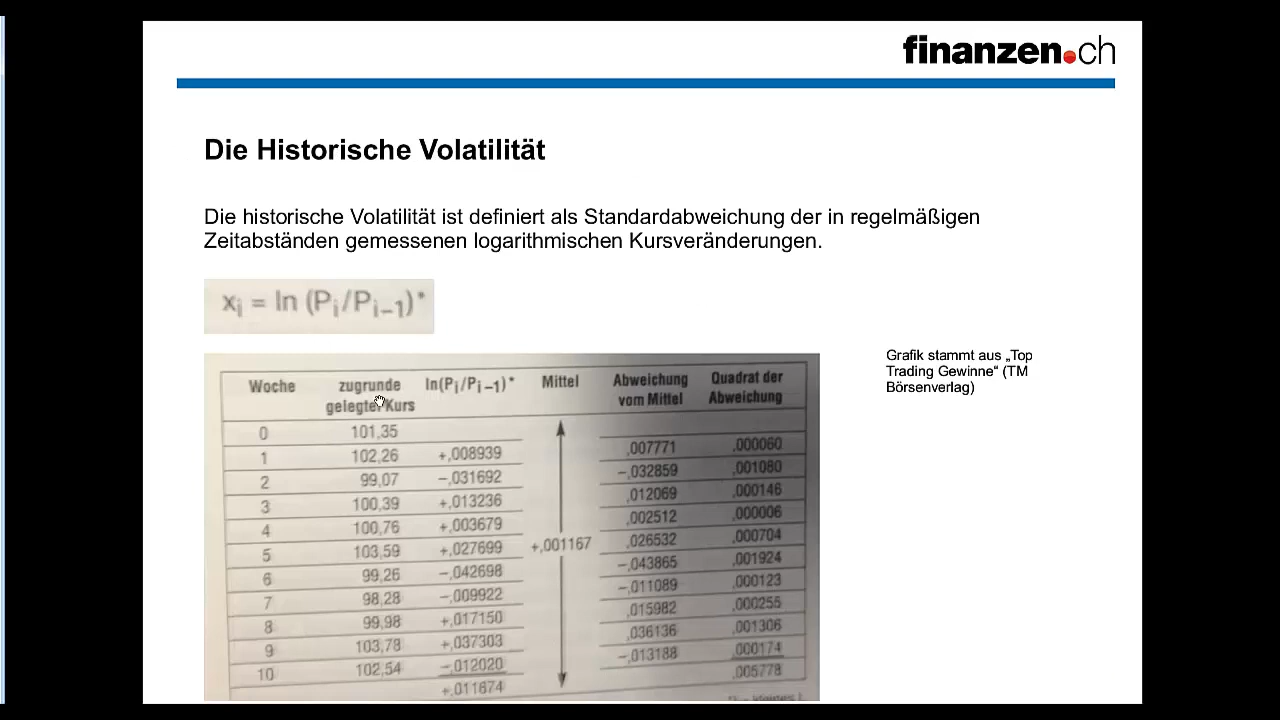 finanzen.ch
Die Historische Volatilität
Die historische Volatilität ist definiert als Standardabweichung der in regelmäßigen
Zeitabständen gemessenen logarithmischen Kursveränderungen.
xi = ln (Pi/Pi–1)*
Grafik stammt aus „Top
Trading Gewinne“ (TM
Börsenverlag)
Woche zugrunde gelegter Kurs ln(Pi/Pi–1)* Mittel Abweichung vom Mittel Quadrat der Abweichung
0 101,35
1 102,26 +,008939 ,007771 ,000060
2 99,07 –,031692 –,032859 ,001080
3 100,39 +,013236 ,012069 ,000146
4 100,76 +,003679 ,002512 ,000006
5 103,59 +,027699 +,001167 ,026532 ,000704
6 99,26 –,042698 –,043865 ,001924
7 98,28 –,009922 –,011089 ,000123
8 99,98 +,017150 ,015982 ,000255
9 103,78 +,037303 ,036136 ,001306
10 102,54 –,012020 –,013188 ,000174
+,011674 ,005778